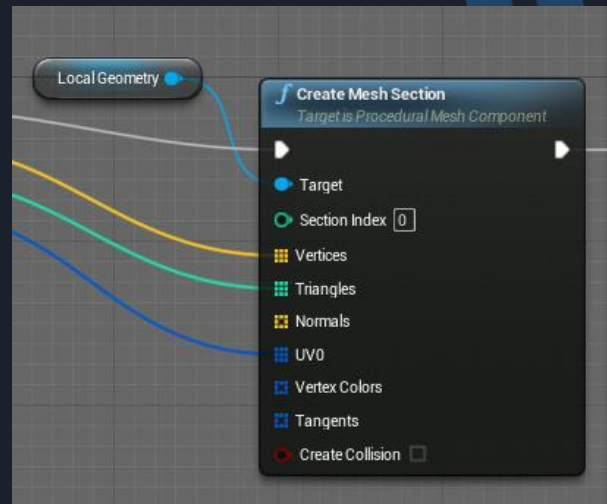 Local Geometry
f Create Mesh Section
Target is Procedural Mesh Component
Target
Section Index 0
Vertices
Triangles
Normals
UV0
Vertex Colors
Tangents
Create Collision